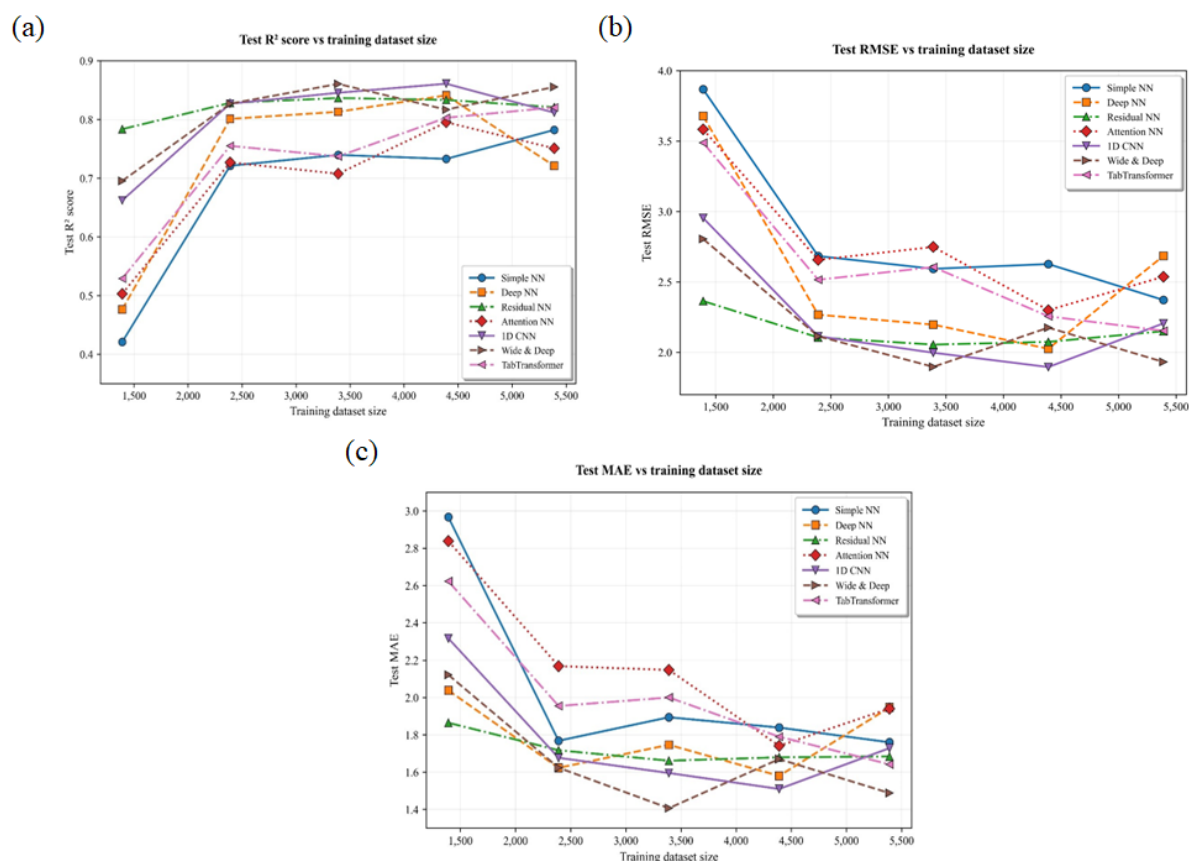 (a)
Test R² score vs training dataset size
0.9
0.8
0.7
0.6
0.5
0.4
Test R² score
Simple NN
Deep NN
Residual NN
Attention NN
1D CNN
Wide & Deep
TabTransformer
1,500 2,000 2,500 3,000 3,500 4,000 4,500 5,000 5,500
Training dataset size
(b)
Test RMSE vs training dataset size
4.0
3.5
3.0
2.5
2.0
Test RMSE
Simple NN
Deep NN
Residual NN
Attention NN
1D CNN
Wide & Deep
TabTransformer
1,500 2,000 2,500 3,000 3,500 4,000 4,500 5,000 5,500
Training dataset size
(c)
Test MAE vs training dataset size
3.0
2.8
2.6
2.4
2.2
2.0
1.8
1.6
1.4
Test MAE
Simple NN
Deep NN
Residual NN
Attention NN
1D CNN
Wide & Deep
TabTransformer
1,500 2,000 2,500 3,000 3,500 4,000 4,500 5,000 5,500
Training dataset size